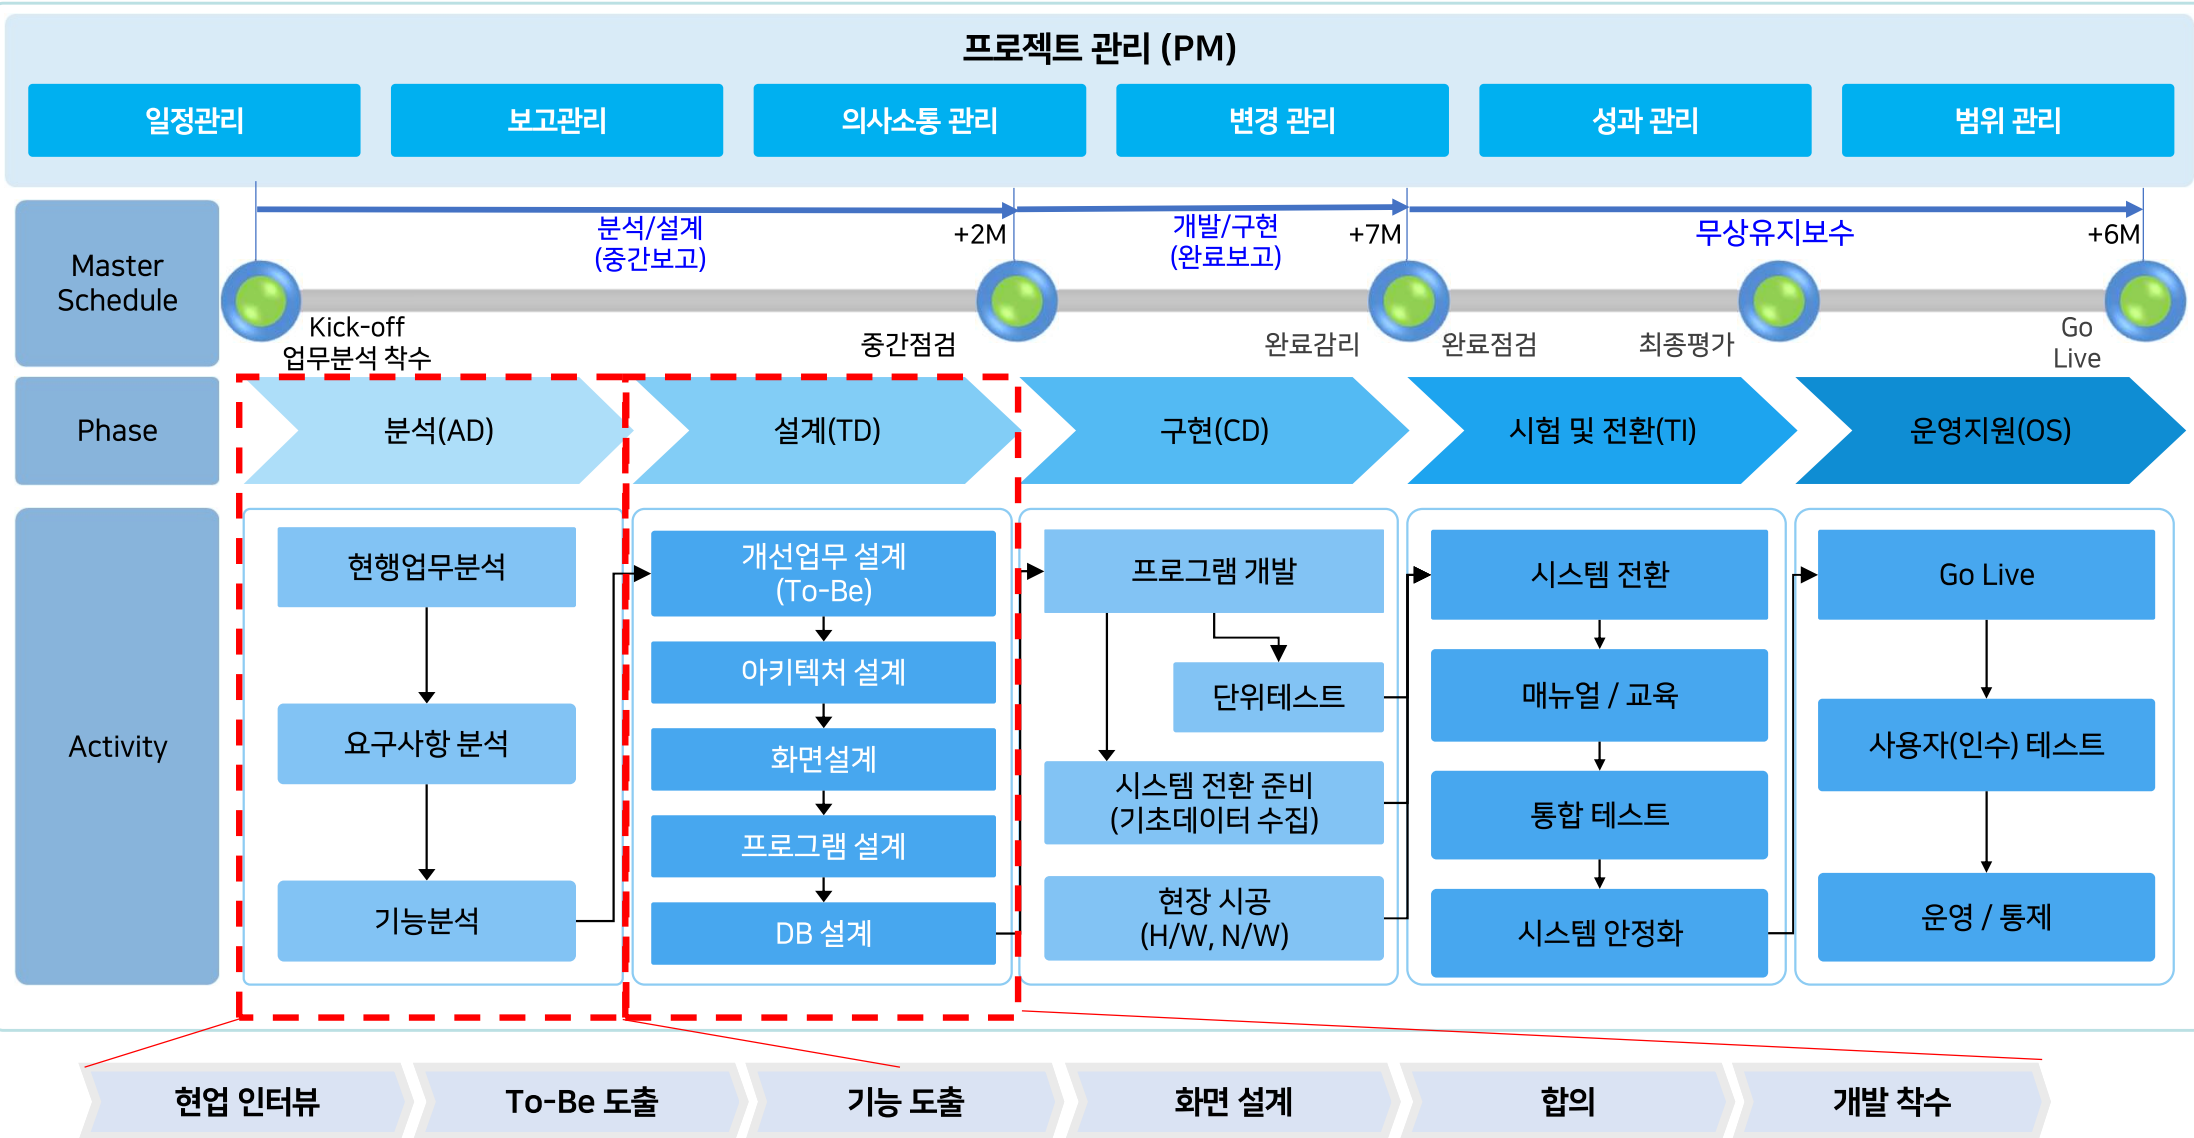 프로젝트 관리 (PM)
일정관리
보고관리
의사소통 관리
변경 관리
성과 관리
범위 관리
Master
Schedule
분석/설계
(중간보고)
+2M
개발/구현
(완료보고)
+7M
무상유지보수
+6M
Kick-off
업무분석 착수
중간점검
완료감리
완료점검
최종평가
Go
Live
Phase
분석(AD)
설계(TD)
구현(CD)
시험 및 전환(TI)
운영지원(OS)
Activity
현행업무분석
요구사항 분석
기능분석
개선업무 설계
(To-Be)
아키텍처 설계
화면설계
프로그램 설계
DB 설계
프로그램 개발
단위테스트
시스템 전환 준비
(기초데이터 수집)
현장 시공
(H/W, N/W)
시스템 전환
매뉴얼 / 교육
통합 테스트
시스템 안정화
Go Live
사용자(인수) 테스트
운영 / 통제
현업 인터뷰
To-Be 도출
기능 도출
화면 설계
합의
개발 착수